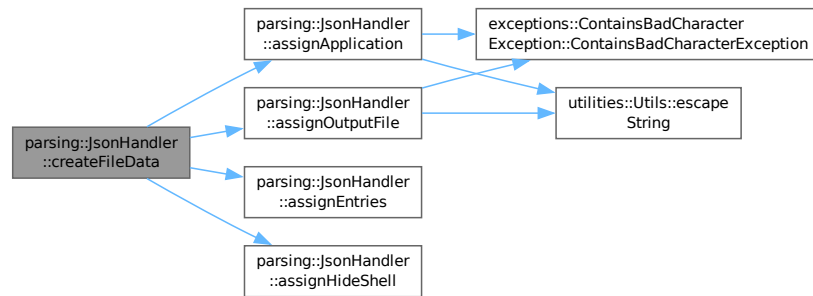 parsing::JsonHandler
::createFileData
parsing::JsonHandler
::assignApplication
parsing::JsonHandler
::assignOutputFile
parsing::JsonHandler
::assignEntries
parsing::JsonHandler
::assignHideShell
exceptions::ContainsBadCharacter
Exception::ContainsBadCharacterException
utilities::Utils::escape
String